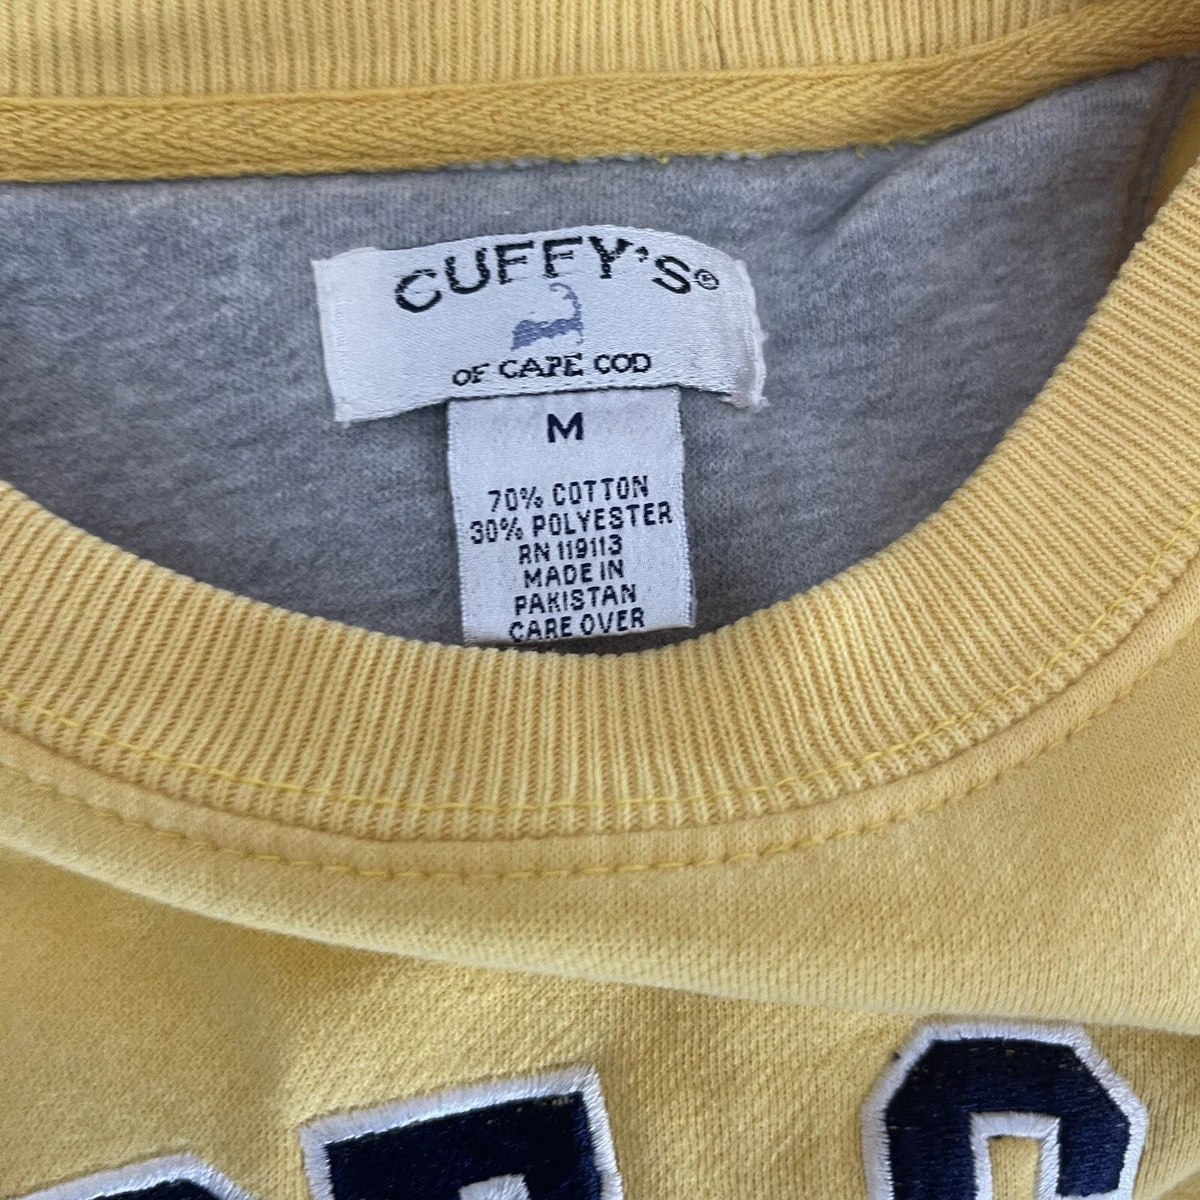 CUFFY'S®
OF CAPE COD
M
70% COTTON
30% POLYESTER
RN 119113
MADE IN
PAKISTAN
CARE OVER